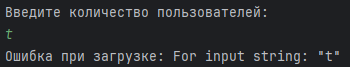 Введите количество пользователей:
t
Ошибка при загрузке: For input string: "t"